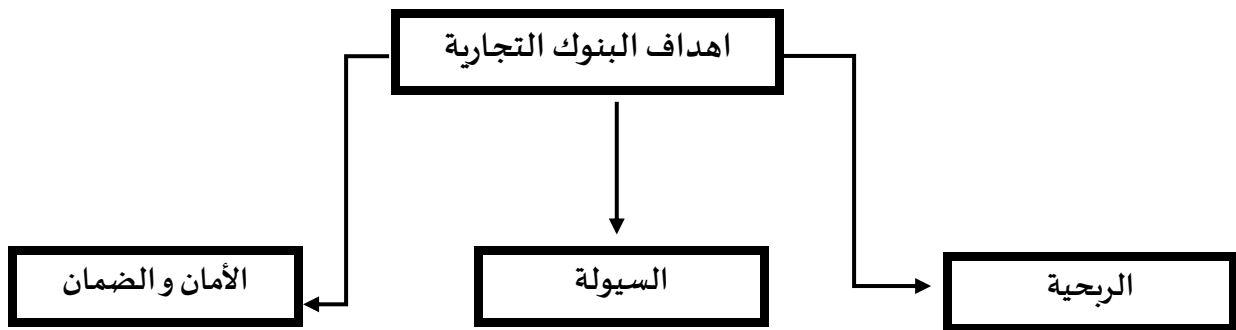 اهداف البنوك التجارية
الربحية
السيولة
الأمان و الضمان